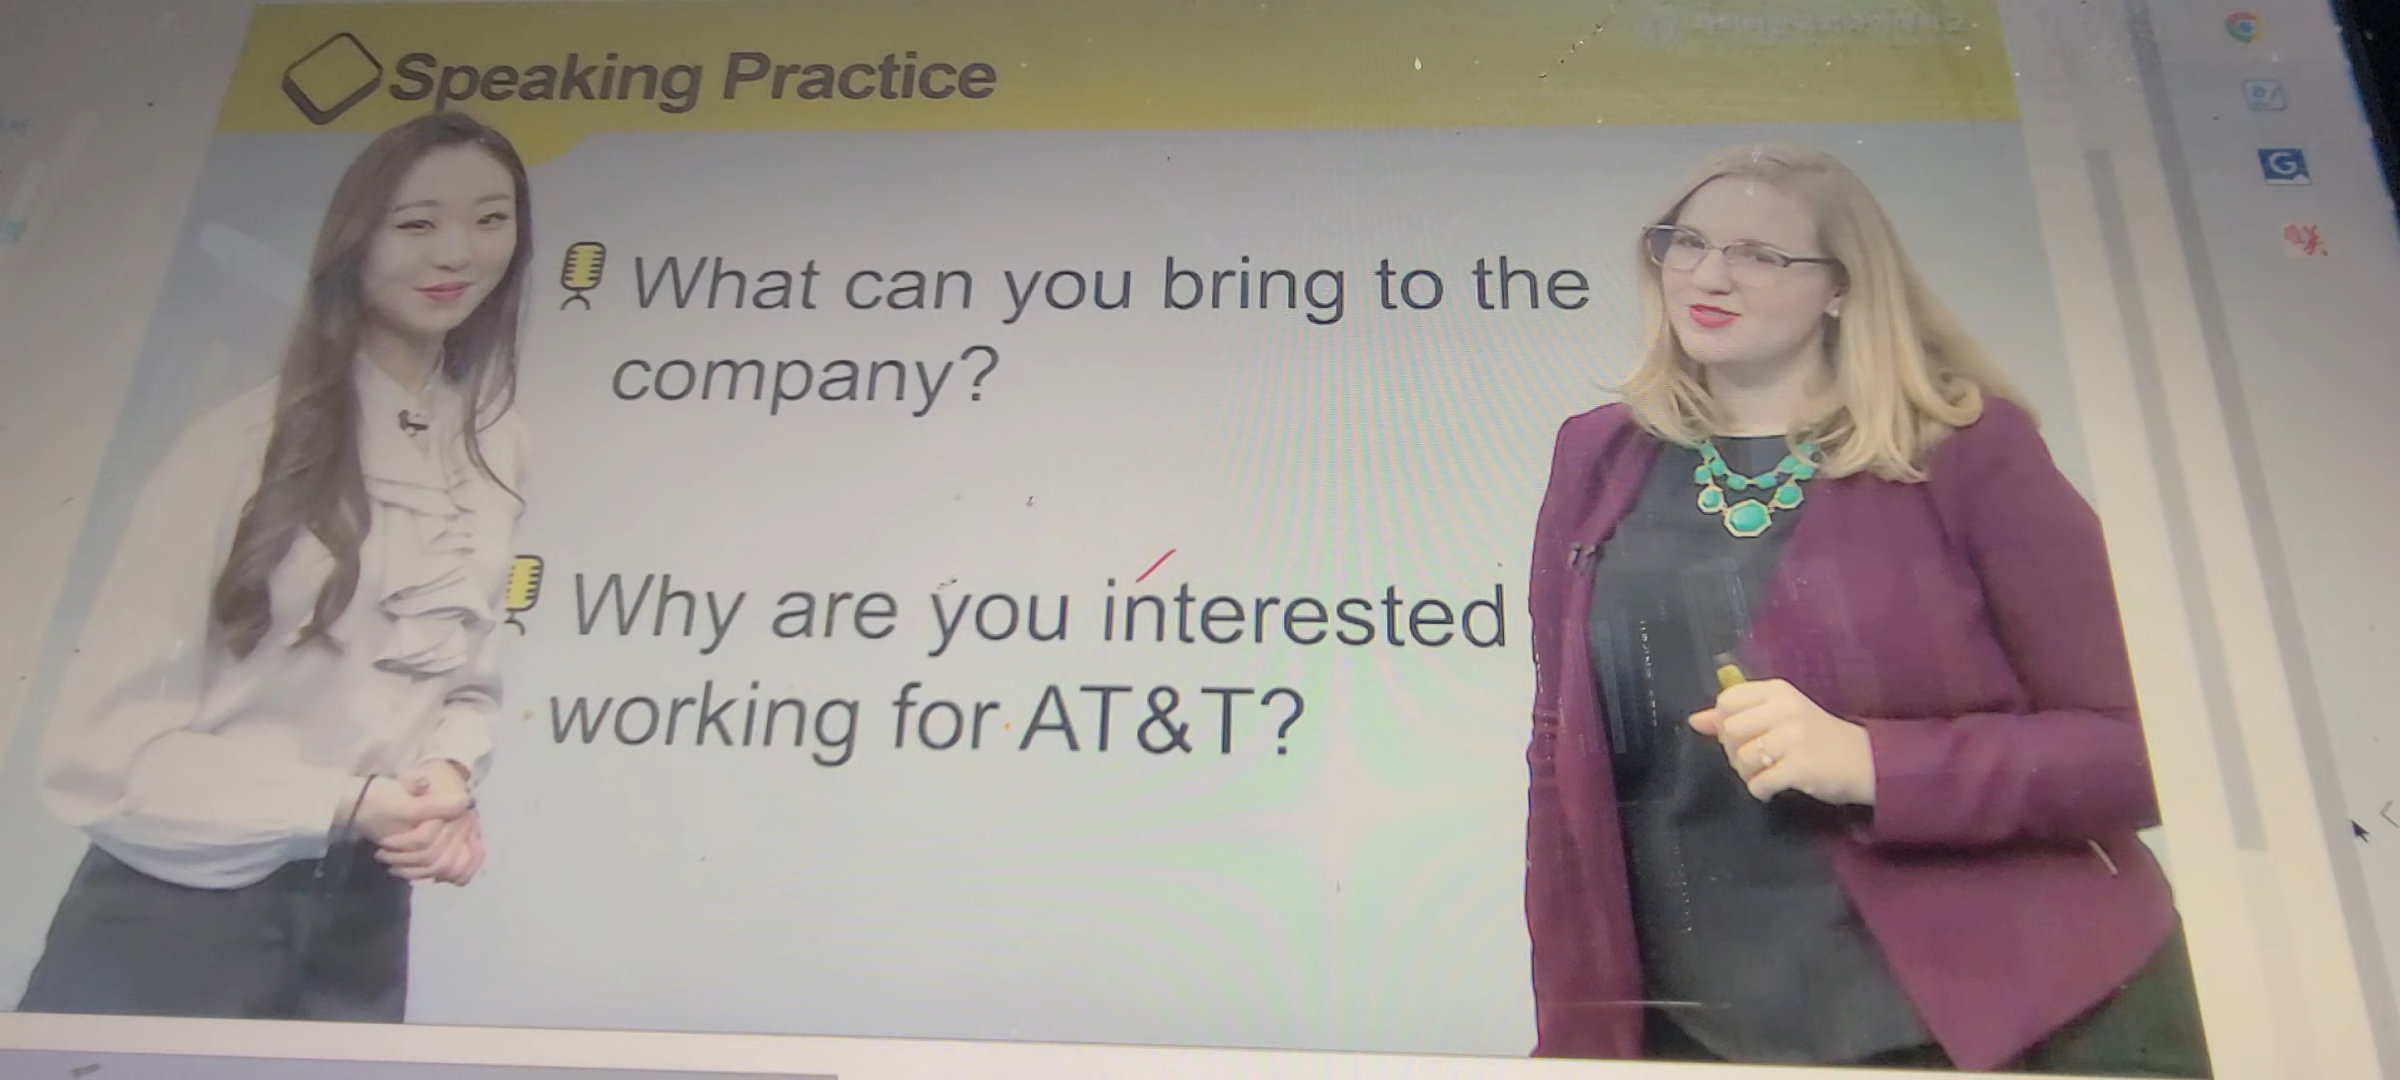 Speaking Practice
What can you bring to the
company?
Why are you interested
working for AT&T?
G